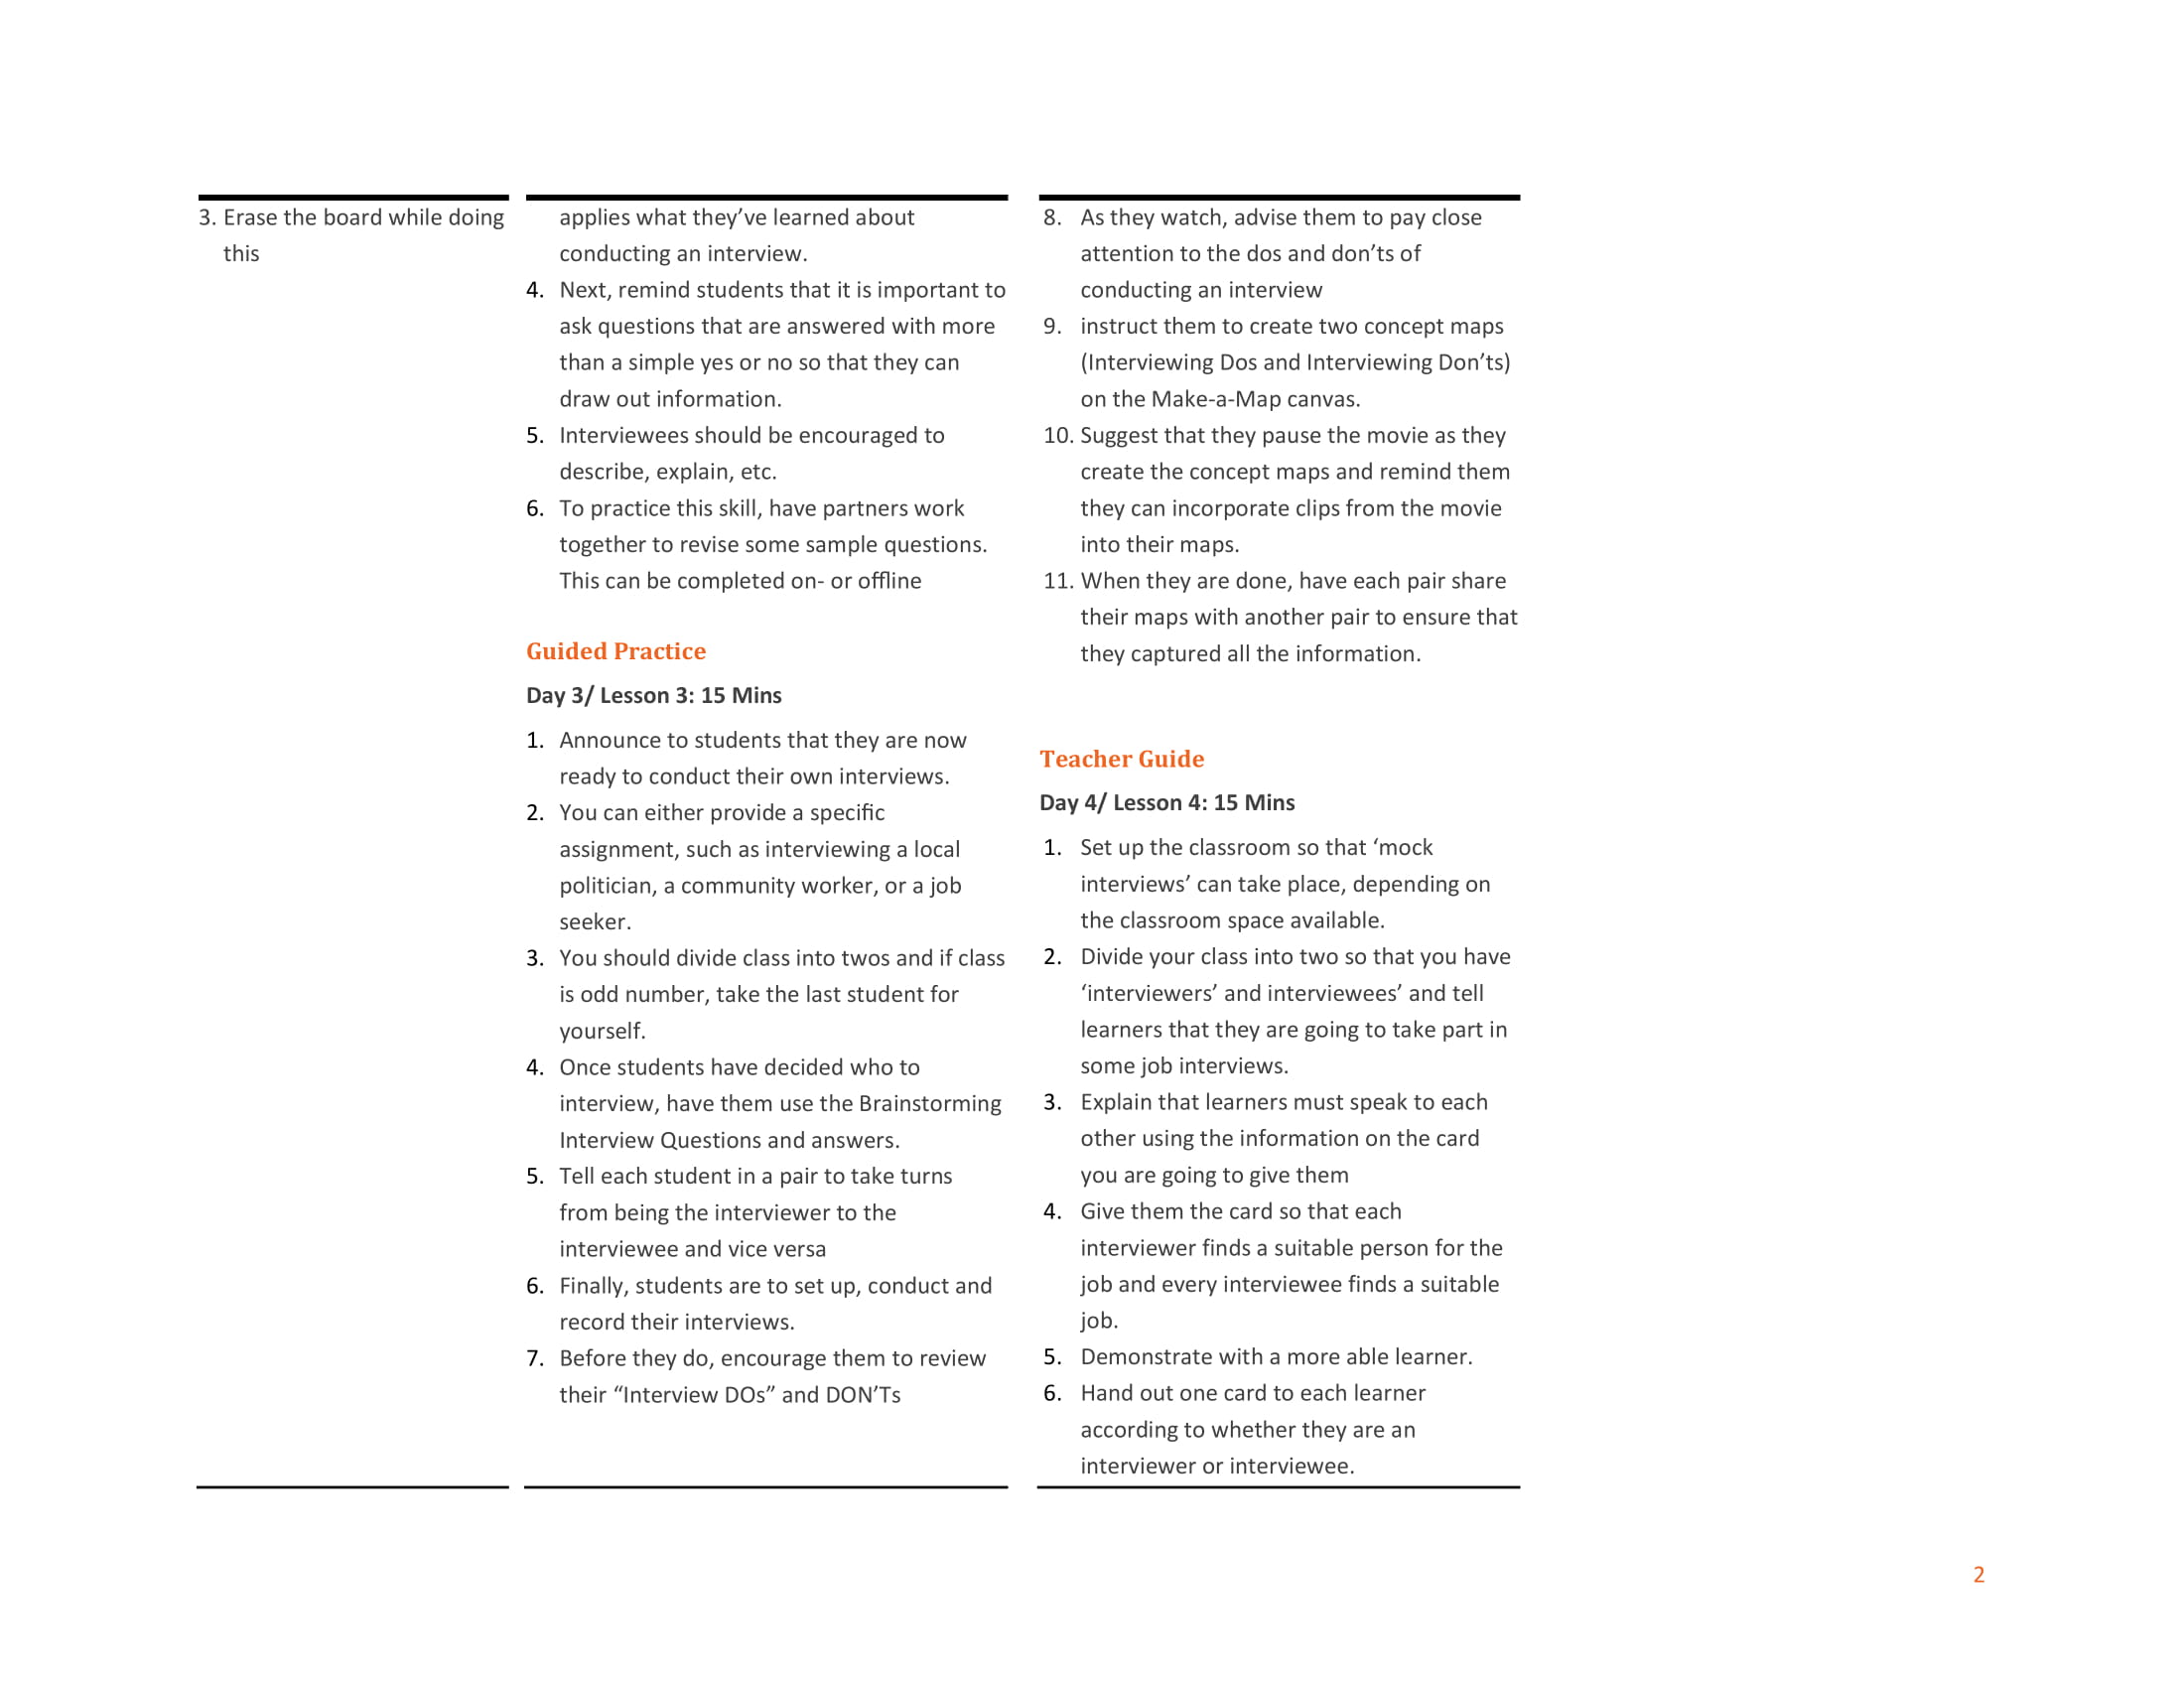 3. Erase the board while doing
this
applies what they’ve learned about
conducting an interview.
4. Next, remind students that it is important to
ask questions that are answered with more
than a simple yes or no so that they can
draw out information.
5. Interviewees should be encouraged to
describe, explain, etc.
6. To practice this skill, have partners work
together to revise some sample questions.
This can be completed on- or offline
Guided Practice
Day 3/ Lesson 3: 15 Mins
1. Announce to students that they are now
ready to conduct their own interviews.
2. You can either provide a specific
assignment, such as interviewing a local
politician, a community worker, or a job
seeker.
3. You should divide class into twos and if class
is odd number, take the last student for
yourself.
4. Once students have decided who to
interview, have them use the Brainstorming
Interview Questions and answers.
5. Tell each student in a pair to take turns
from being the interviewer to the
interviewee and vice versa
6. Finally, students are to set up, conduct and
record their interviews.
7. Before they do, encourage them to review
their “Interview DOs” and DON’Ts
8. As they watch, advise them to pay close
attention to the dos and don’ts of
conducting an interview
9. instruct them to create two concept maps
(Interviewing Dos and Interviewing Don’ts)
on the Make-a-Map canvas.
10. Suggest that they pause the movie as they
create the concept maps and remind them
they can incorporate clips from the movie
into their maps.
11. When they are done, have each pair share
their maps with another pair to ensure that
they captured all the information.
Teacher Guide
Day 4/ Lesson 4: 15 Mins
1. Set up the classroom so that ‘mock
interviews’ can take place, depending on
the classroom space available.
2. Divide your class into two so that you have
‘interviewers’ and interviewees’ and tell
learners that they are going to take part in
some job interviews.
3. Explain that learners must speak to each
other using the information on the card
you are going to give them
4. Give them the card so that each
interviewer finds a suitable person for the
job and every interviewee finds a suitable
job.
5. Demonstrate with a more able learner.
6. Hand out one card to each learner
according to whether they are an
interviewer or interviewee.
2